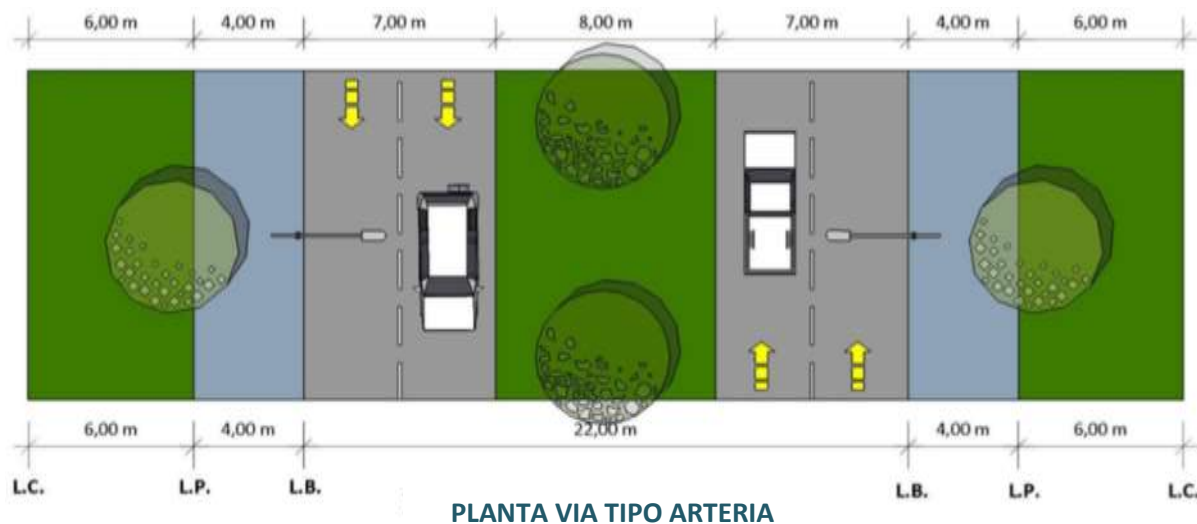 6,00 m 4,00 m 7,00 m 8,00 m 7,00 m 4,00 m 6,00 m
6,00 m 4,00 m 22,00m 4,00 m 6,00 m
L.C. L.P. L.B. L.B. L.P. L.C.
PLANTA VIA TIPO ARTERIA